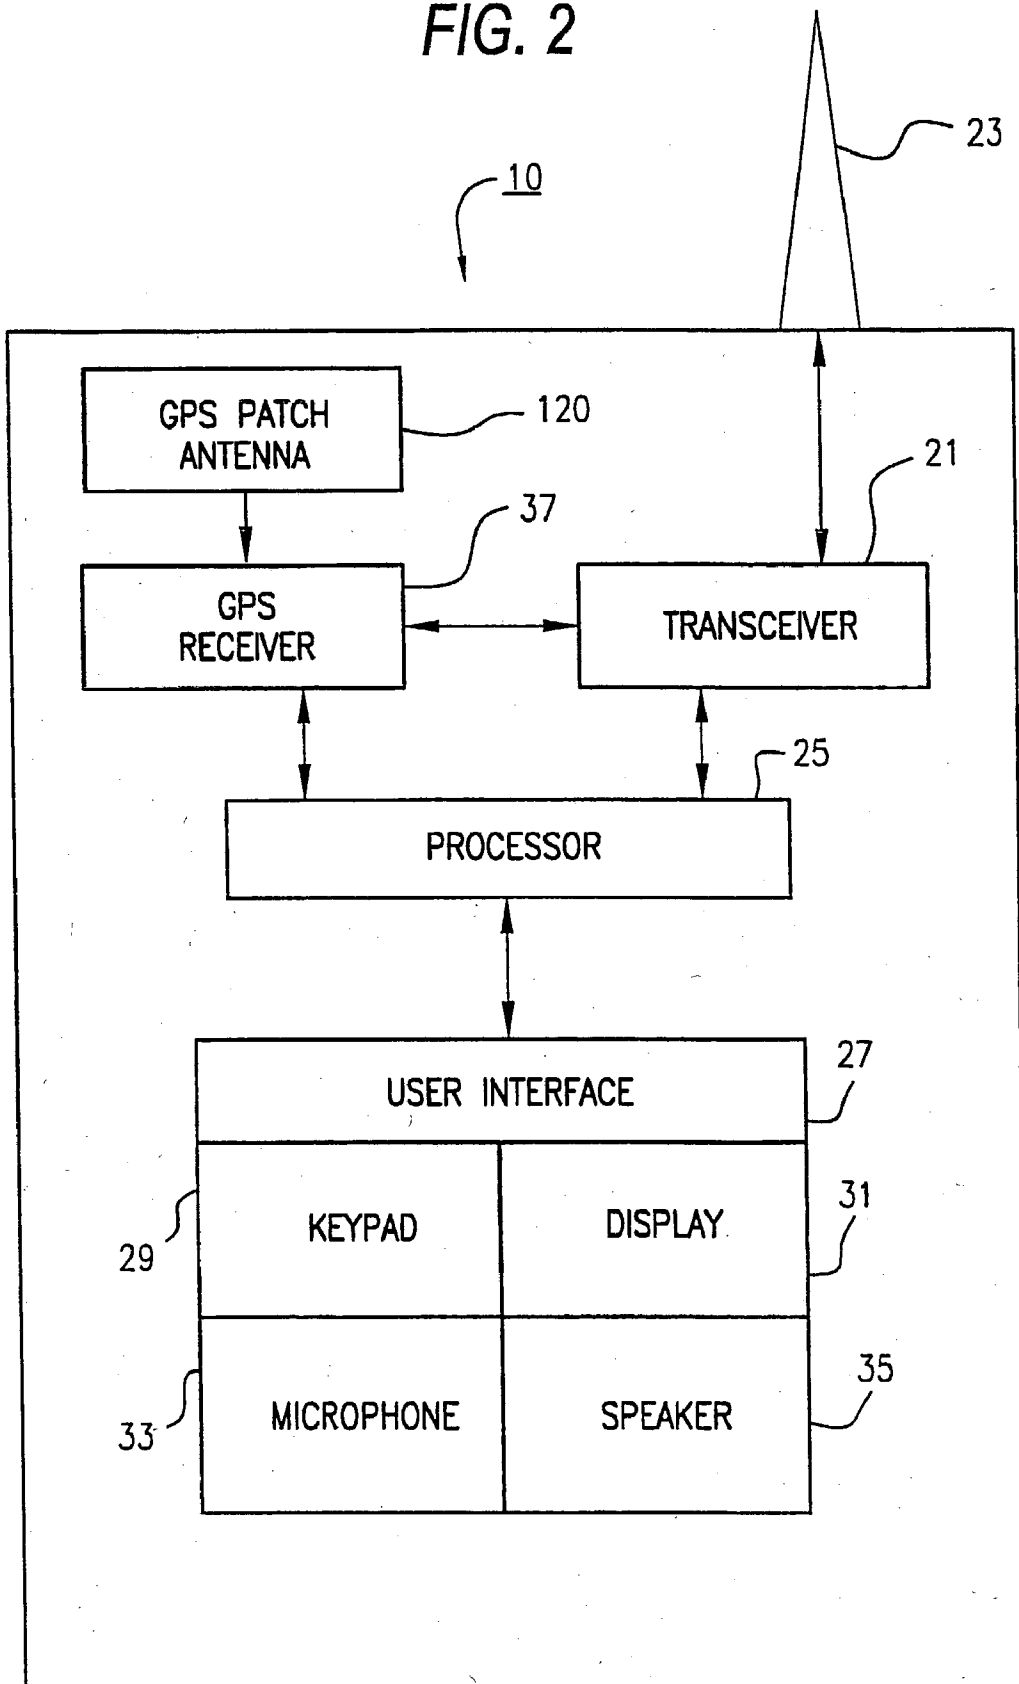 FIG. 2
23
10
GPS PATCH
ANTENNA
120
21
37
GPS
RECEIVER
TRANSCEIVER
25
PROCESSOR
27
USER INTERFACE
31
KEYPAD
DISPLAY
29
35
MICROPHONE
SPEAKER
33